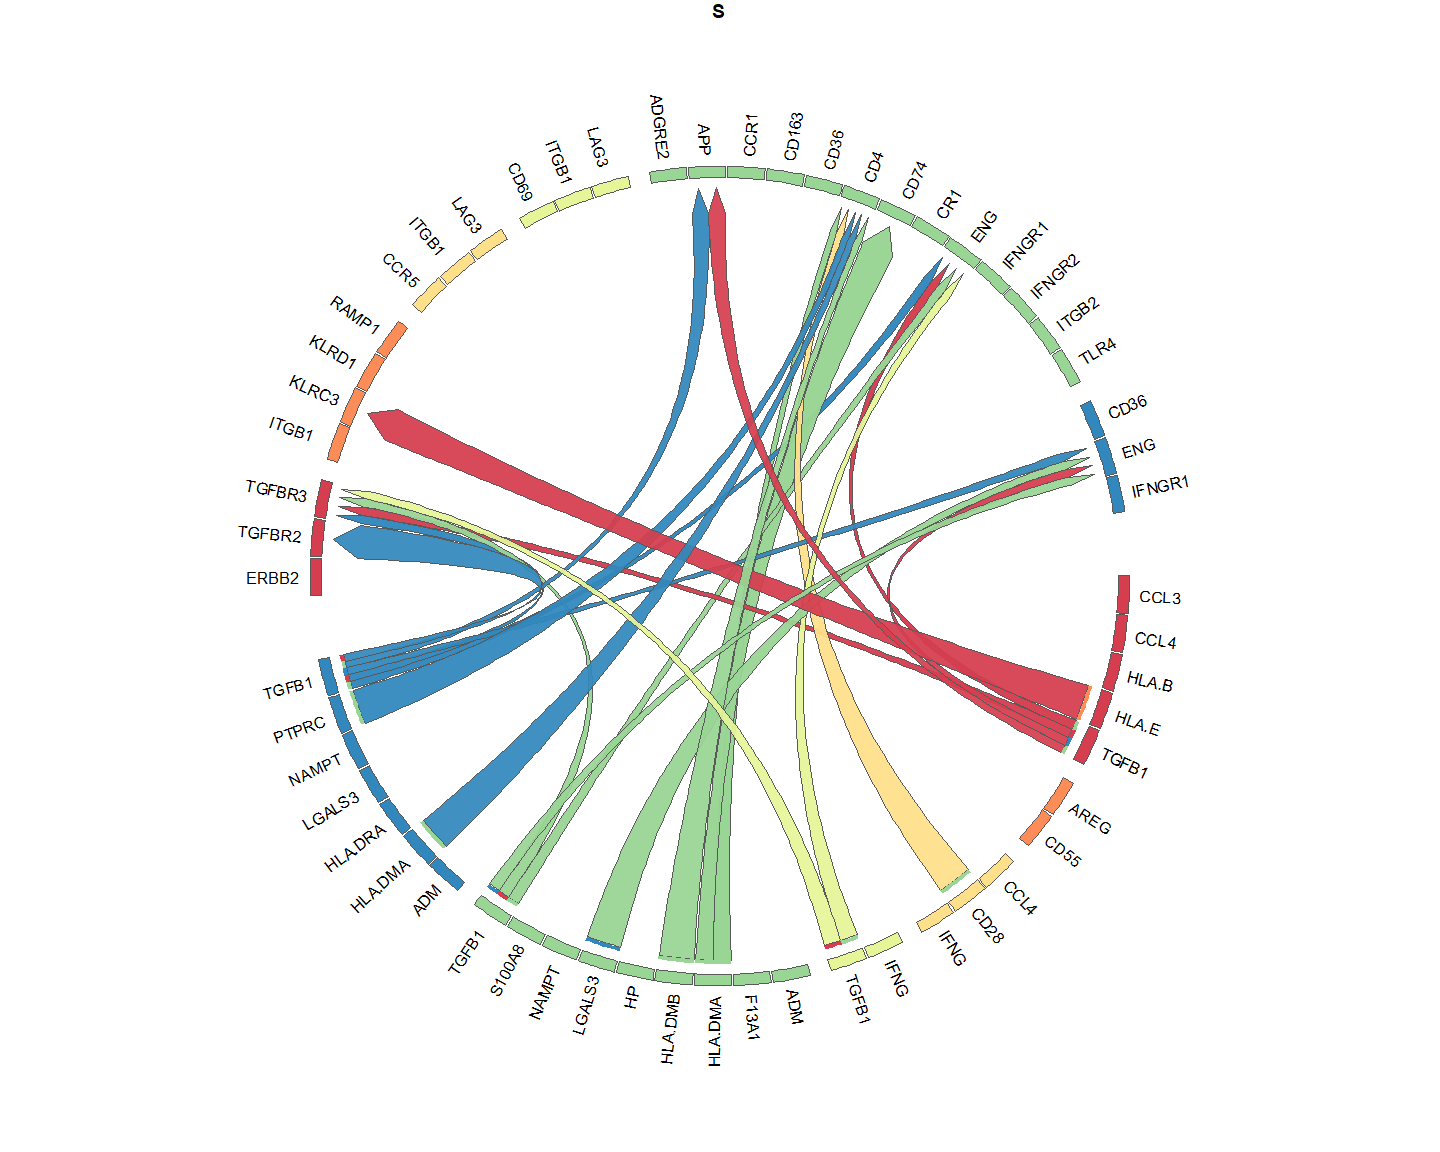 S
ADGRE2
APP
CCR1
CD163
CD36
CD4
CD74
CR1
ENG
IFNGR1
IFNGR2
ITGB2
TLR4
CD36
ENG
IFNGR1
CCL3
CCL4
HLA.B
HLA.E
TGFB1
AREG
CD55
CCL4
CD28
IFNG
IFNG
TGFB1
ADM
F13A1
HLA.DMA
HLA.DMB
HP
LGALS3
NAMPT
S100A8
TGFB1
ADM
HLA.DMA
HLA.DRA
LGALS3
NAMPT
PTPRC
TGFB1
ERBB2
TGFBR2
TGFBR3
ITGB1
KLRC3
KLRD1
RAMP1
CCR5
ITGB1
LAG3
CD69
ITGB1
LAG3